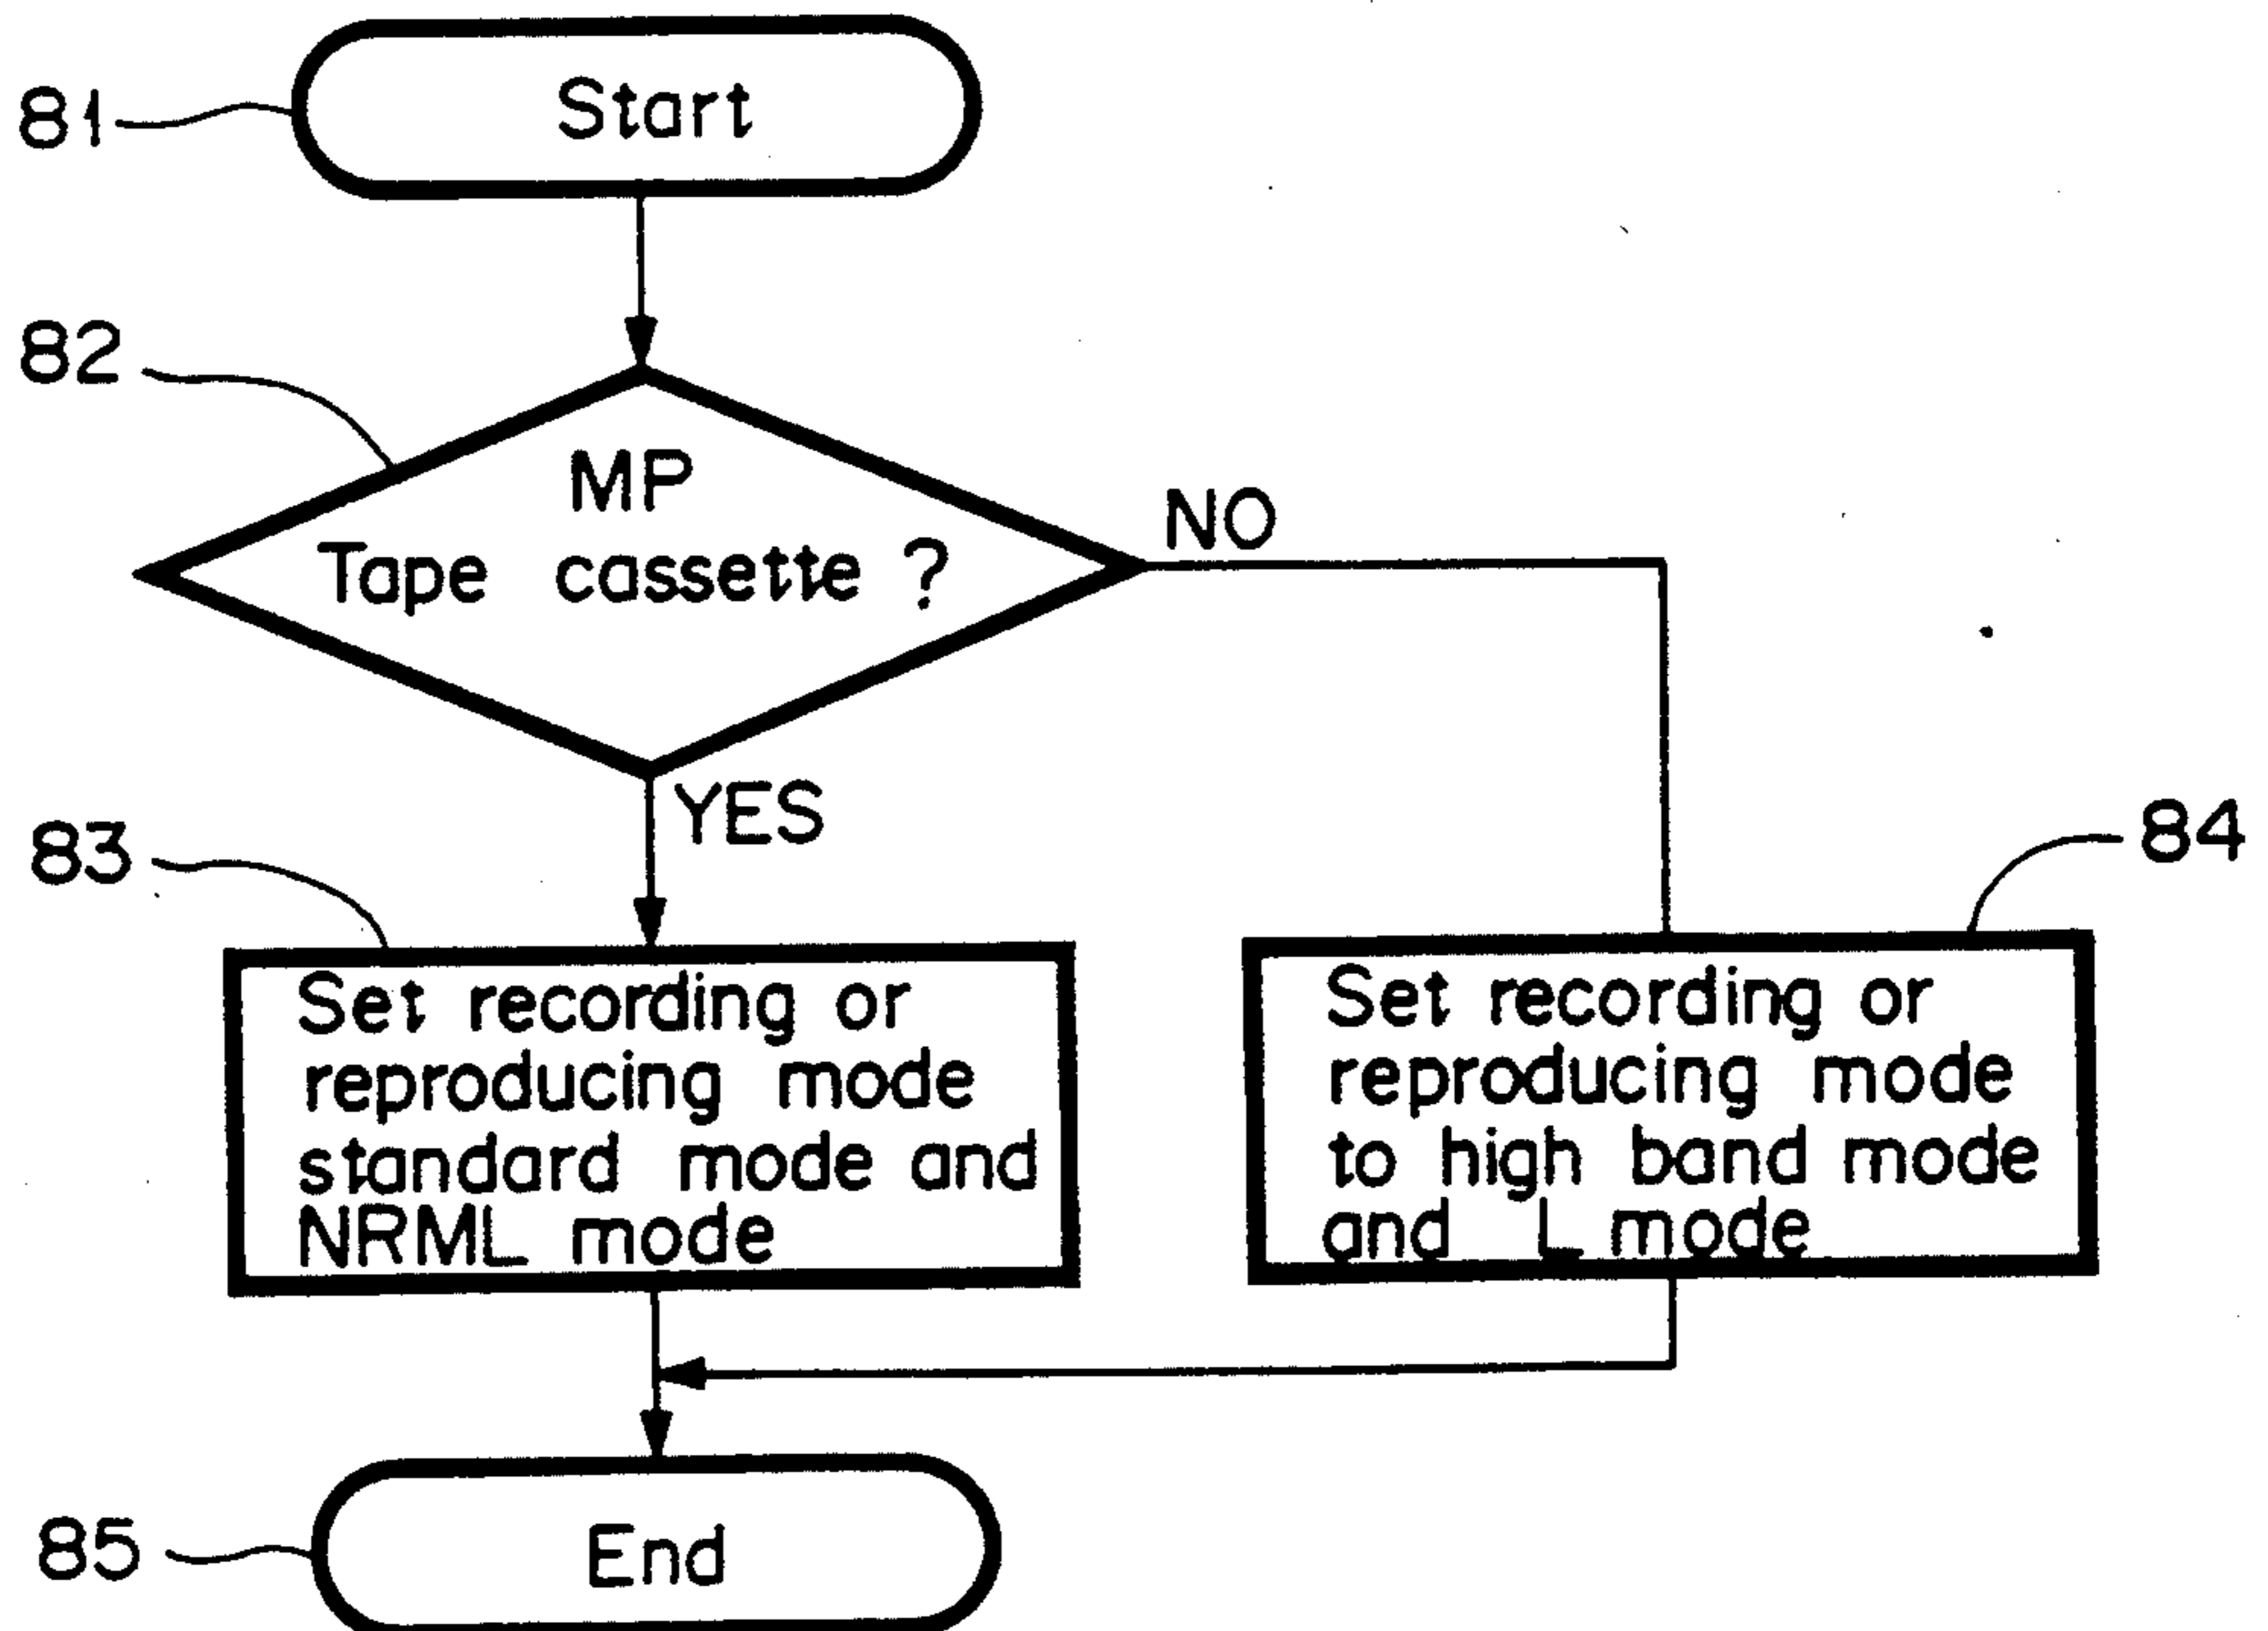 81
Start
82
MP
Tape cassette ?
NO
YES
83
Set recording or
reproducing mode
standard mode and
NRML mode
84
Set recording or
reproducing mode
to high band mode
and L mode
85
End